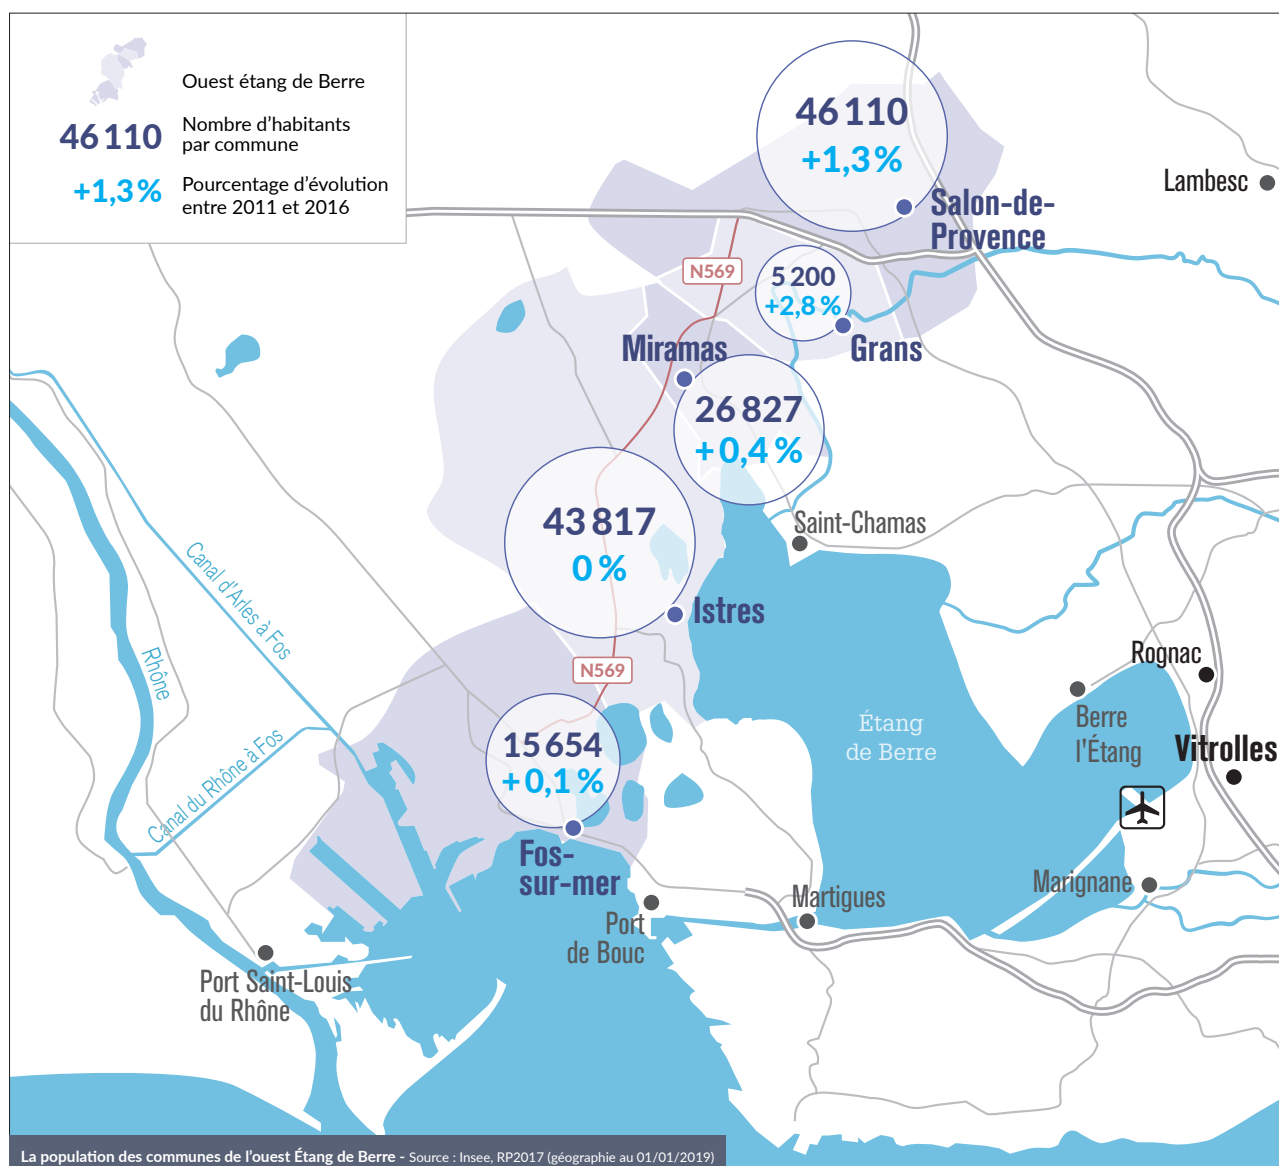 Ouest étang de Berre
46 110
Nombre d'habitants
par commune
+1,3 %
Pourcentage d'évolution
entre 2011 et 2016
46 110
+1,3 %
Salon-de-
Provence
Lambesc
N569
5 200
+2,8 %
Grans
Miramas
26 827
+ 0,4 %
43 817
0 %
Istres
Saint-Chamas
Canal d'Arles à Fos
Rhône
Canal du Rhône à Fos
N569
15 654
+ 0,1 %
Fos-
sur-mer
Étang
de Berre
Rognac
Berre
l'Étang
Vitrolles
Marignane
Martigues
Port
de Bouc
Port Saint-Louis
du Rhône
La population des communes de l'ouest Étang de Berre - Source : Insee, RP2017 (géographie au 01/01/2019)